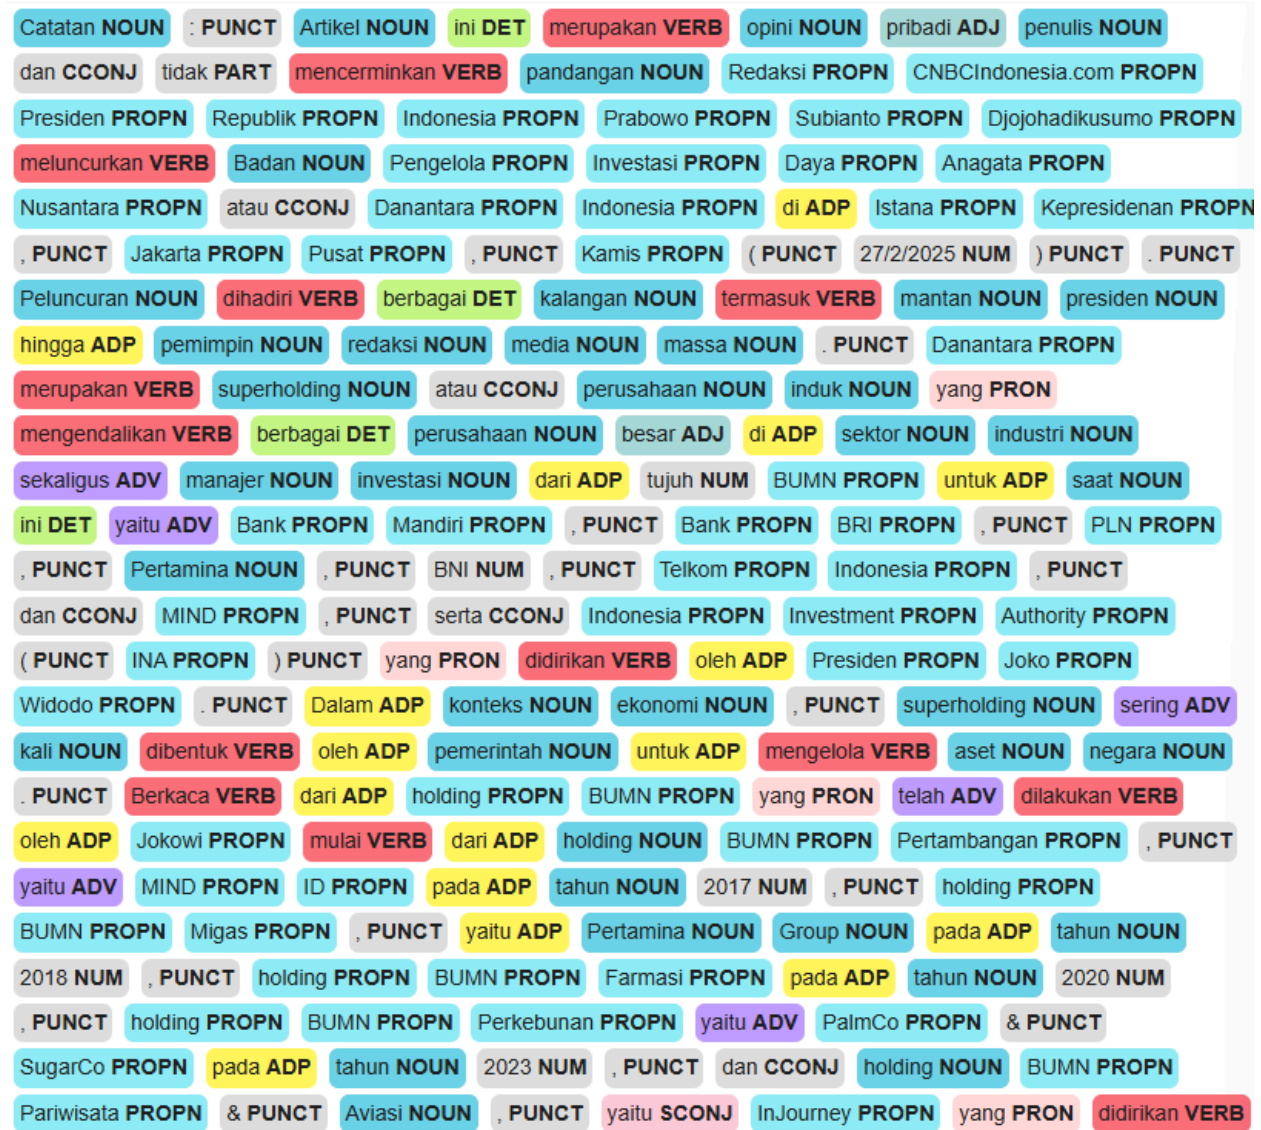 Catatan NOUN : PUNCT Artikel NOUN ini DET merupakan VERB opini NOUN pribadi ADJ penulis NOUN
dan CCONJ tidak PART mencerminkan VERB pandangan NOUN Redaksi PROPN CNBCIndonesia.com PROPN
Presiden PROPN Republik PROPN Indonesia PROPN Prabowo PROPN Subianto PROPN Djojohadikusumo PROPN
meluncurkan VERB Badan NOUN Pengelola PROPN Investasi PROPN Daya PROPN Anagata PROPN
Nusantara PROPN atau CCONJ Danantara PROPN Indonesia PROPN di ADP Istana PROPN Kepresidenan PROPN
, PUNCT Jakarta PROPN Pusat PROPN , PUNCT Kamis PROPN ( PUNCT 27/2/2025 NUM ) PUNCT . PUNCT
Peluncuran NOUN dihadiri VERB berbagai DET kalangan NOUN termasuk VERB mantan NOUN presiden NOUN
hingga ADP pemimpin NOUN redaksi NOUN media NOUN massa NOUN . PUNCT Danantara PROPN
merupakan VERB superholding NOUN atau CCONJ perusahaan NOUN induk NOUN yang PRON
mengendalikan VERB berbagai DET perusahaan NOUN besar ADJ di ADP sektor NOUN industri NOUN
sekaligus ADV manajer NOUN investasi NOUN dari ADP tujuh NUM BUMN PROPN untuk ADP saat NOUN
ini DET yaitu ADV Bank PROPN Mandiri PROPN , PUNCT Bank PROPN BRI PROPN , PUNCT PLN PROPN
, PUNCT Pertamina NOUN , PUNCT BNI NUM , PUNCT Telkom PROPN Indonesia PROPN , PUNCT
dan CCONJ MIND PROPN , PUNCT serta CCONJ Indonesia PROPN Investment PROPN Authority PROPN
( PUNCT INA PROPN ) PUNCT yang PRON didirikan VERB oleh ADP Presiden PROPN Joko PROPN
Widodo PROPN . PUNCT Dalam ADP konteks NOUN ekonomi NOUN , PUNCT superholding NOUN sering ADV
kali NOUN dibentuk VERB oleh ADP pemerintah NOUN untuk ADP mengelola VERB aset NOUN negara NOUN
. PUNCT Berkaca VERB dari ADP holding PROPN BUMN PROPN yang PRON telah ADV dilakukan VERB
oleh ADP Jokowi PROPN mulai VERB dari ADP holding NOUN BUMN PROPN Pertambangan PROPN , PUNCT
yaitu ADV MIND PROPN ID PROPN pada ADP tahun NOUN 2017 NUM , PUNCT holding PROPN
BUMN PROPN Migas PROPN , PUNCT yaitu ADP Pertamina NOUN Group NOUN pada ADP tahun NOUN
2018 NUM , PUNCT holding PROPN BUMN PROPN Farmasi PROPN pada ADP tahun NOUN 2020 NUM
, PUNCT holding PROPN BUMN PROPN Perkebunan PROPN yaitu ADV PalmCo PROPN & PUNCT
SugarCo PROPN pada ADP tahun NOUN 2023 NUM , PUNCT dan CCONJ holding NOUN BUMN PROPN
Pariwisata PROPN & PUNCT Aviasi NOUN , PUNCT yaitu SCONJ InJourney PROPN yang PRON didirikan VERB